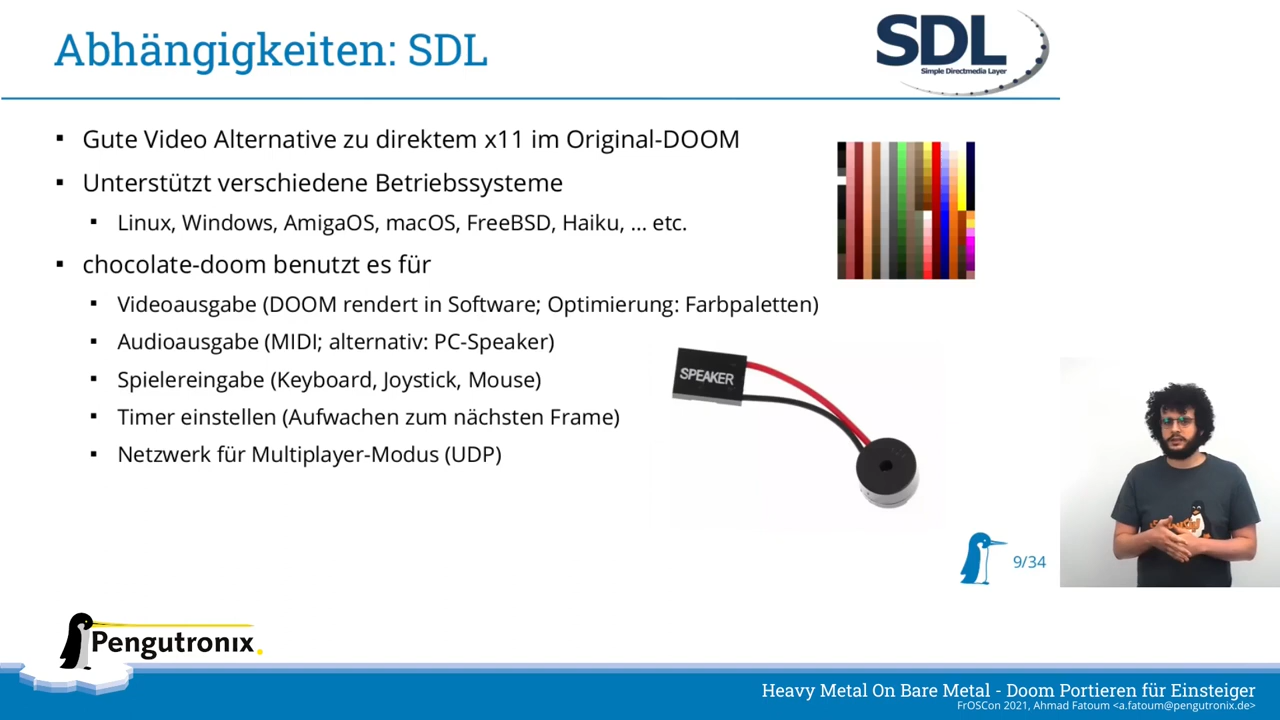 Abhängigkeiten: SDL
SDL
Simple Directmedia Layer
Gute Video Alternative zu direktem x11 im Original-DOOM
Unterstützt verschiedene Betriebssysteme
Linux, Windows, AmigaOS, macOS, FreeBSD, Haiku, ... etc.
chocolate-doom benutzt es für
Videoausgabe (DOOM rendert in Software; Optimierung: Farbpaletten)
Audioausgabe (MIDI; alternativ: PC-Speaker)
Spielereingabe (Keyboard, Joystick, Mouse)
Timer einstellen (Aufwachen zum nächsten Frame)
Netzwerk für Multiplayer-Modus (UDP)
SPEAKER
9/34
Pengutronix.
Heavy Metal On Bare Metal - Doom Portieren für Einsteiger
FrOSCon 2021, Ahmad Fatoum <a.fatoum@pengutronix.de>